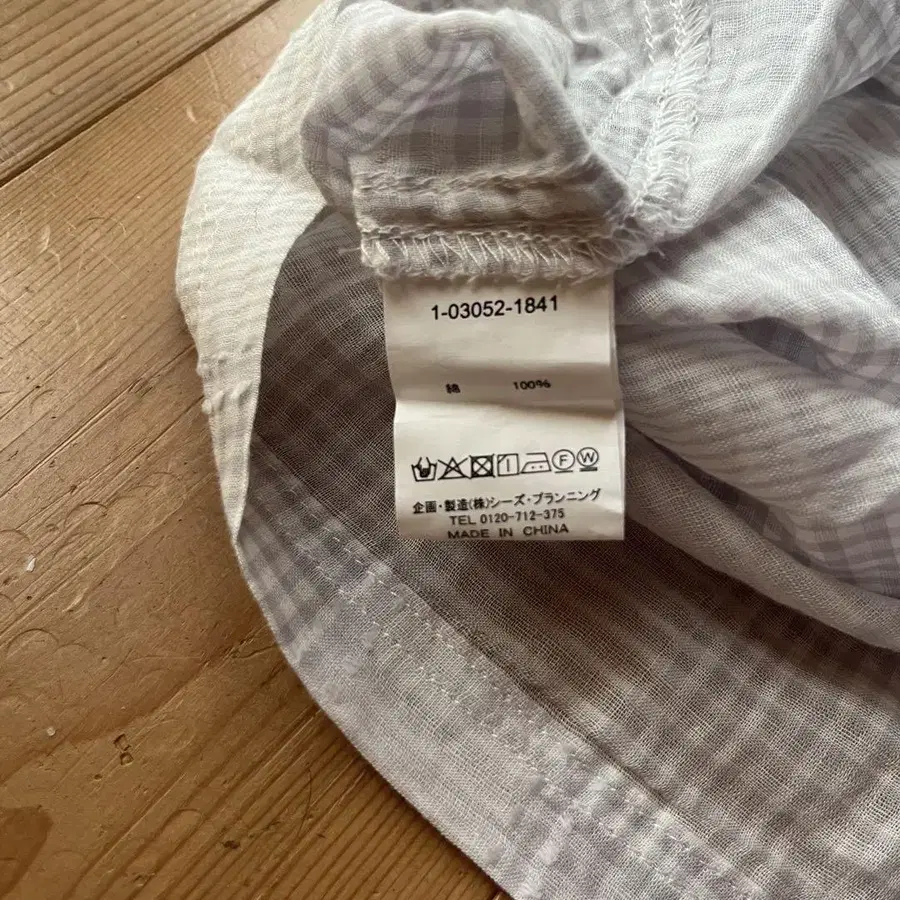 1-03052-1841
綿 100%
F W
企画・製造(株)シーズ・プランニング
TEL 0120-712-375
MADE IN CHINA